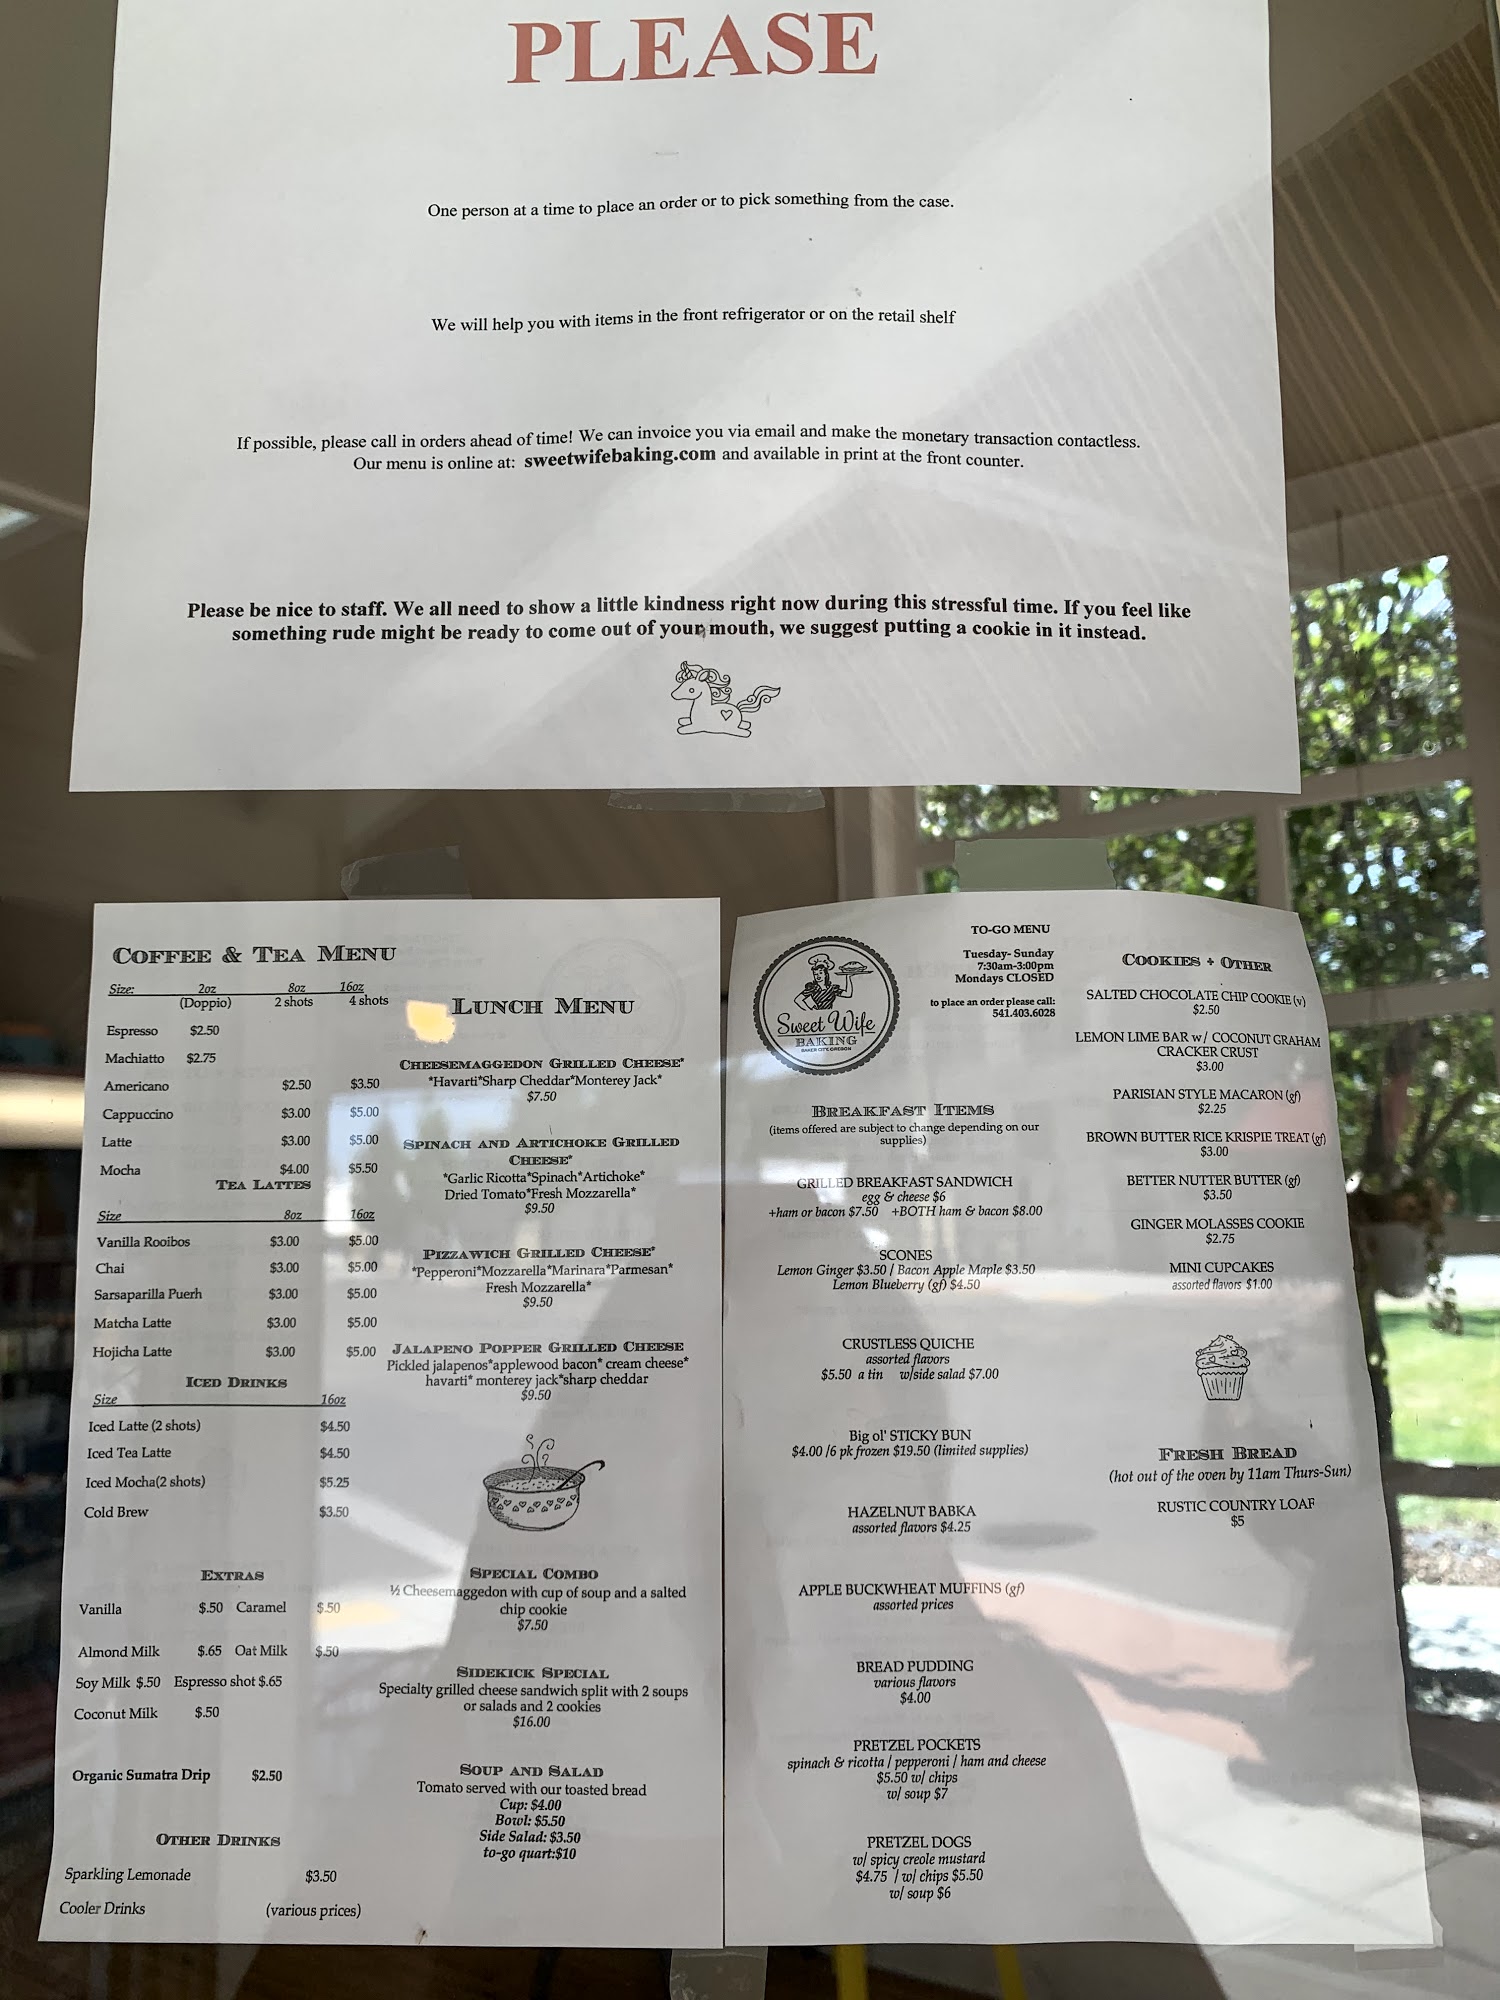 PLEASE
One person at a time to place an order or to pick something from the case.
We will help you with items in the front refrigerator or on the retail shelf
If possible, please call in orders ahead of time! We can invoice you via email and make the monetary transaction contactless.
Our menu is online at: sweetwifebaking.com and available in print at the front counter.
Please be nice to staff. We all need to show a little kindness right now during this stressful time. If you feel like
something rude might be ready to come out of your mouth, we suggest putting a cookie in it instead.
COFFEE & TEA MENU
Size: 2oz 8oz 16oz
(Doppio) 2 shots 4 shots
Espresso $2.50
Machiatto $2.75
Americano $2.50 $3.50
Cappuccino $3.00 $5.00
Latte $3.00 $5.00
Mocha $4.00 $5.50
TEA LATTES
Size 8oz 16oz
Vanilla Rooibos $3.00 $5.00
Chai $3.00 $5.00
Sarsaparilla Puerh $3.00 $5.00
Matcha Latte $3.00 $5.00
Hojicha Latte $3.00 $5.00
ICED DRINKS
Size 16oz
Iced Latte (2 shots) $4.50
Iced Tea Latte $4.50
Iced Mocha(2 shots) $5.25
Cold Brew $3.50
EXTRAS
Vanilla $.50 Caramel $.50
Almond Milk $.65 Oat Milk $.50
Soy Milk $.50 Espresso shot $.65
Coconut Milk $.50
Organic Sumatra Drip $2.50
OTHER DRINKS
Sparkling Lemonade $3.50
Cooler Drinks (various prices)
LUNCH MENU
CHEESEMAGGEDON GRILLED CHEESE*
*Havarti*Sharp Cheddar*Monterey Jack*
$7.50
SPINACH AND ARTICHOKE GRILLED
CHEESE*
*Garlic Ricotta*Spinach*Artichoke*
Dried Tomato*Fresh Mozzarella*
$9.50
PIZZAWICH GRILLED CHEESE*
*Pepperoni*Mozzarella*Marinara*Parmesan*
Fresh Mozzarella*
$9.50
JALAPENO POPPER GRILLED CHEESE
Pickled jalapenos*applewood bacon* cream cheese*
havarti* monterey jack*sharp cheddar
$9.50
SPECIAL COMBO
½ Cheesemaggedon with cup of soup and a salted
chip cookie
$7.50
SIDEKICK SPECIAL
Specialty grilled cheese sandwich split with 2 soups
or salads and 2 cookies
$16.00
SOUP AND SALAD
Tomato served with our toasted bread
Cup: $4.00
Bowl: $5.50
Side Salad: $3.50
to-go quart:$10
Sweet Wife
BAKING
BAKER CITY, OREGON
TO-GO MENU
Tuesday- Sunday
7:30am-3:00pm
Mondays CLOSED
to place an order please call:
541.403.6028
BREAKFAST ITEMS
(items offered are subject to change depending on our
supplies)
GRILLED BREAKFAST SANDWICH
egg & cheese $6
+ham or bacon $7.50 +BOTH ham & bacon $8.00
SCONES
Lemon Ginger $3.50 / Bacon Apple Maple $3.50
Lemon Blueberry (gf) $4.50
CRUSTLESS QUICHE
assorted flavors
$5.50 a tin w/side salad $7.00
Big ol' STICKY BUN
$4.00 /6 pk frozen $19.50 (limited supplies)
HAZELNUT BABKA
assorted flavors $4.25
APPLE BUCKWHEAT MUFFINS (gf)
assorted prices
BREAD PUDDING
various flavors
$4.00
PRETZEL POCKETS
spinach & ricotta / pepperoni / ham and cheese
$5.50 w/ chips
w/ soup $7
PRETZEL DOGS
w/ spicy creole mustard
$4.75 / w/ chips $5.50
w/ soup $6
COOKIES + OTHER
SALTED CHOCOLATE CHIP COOKIE (v)
$2.50
LEMON LIME BAR w/ COCONUT GRAHAM
CRACKER CRUST
$3.00
PARISIAN STYLE MACARON (gf)
$2.25
BROWN BUTTER RICE KRISPIE TREAT (gf)
$3.00
BETTER NUTTER BUTTER (gf)
$3.50
GINGER MOLASSES COOKIE
$2.75
MINI CUPCAKES
assorted flavors $1.00
FRESH BREAD
(hot out of the oven by 11am Thurs-Sun)
RUSTIC COUNTRY LOAF
$5